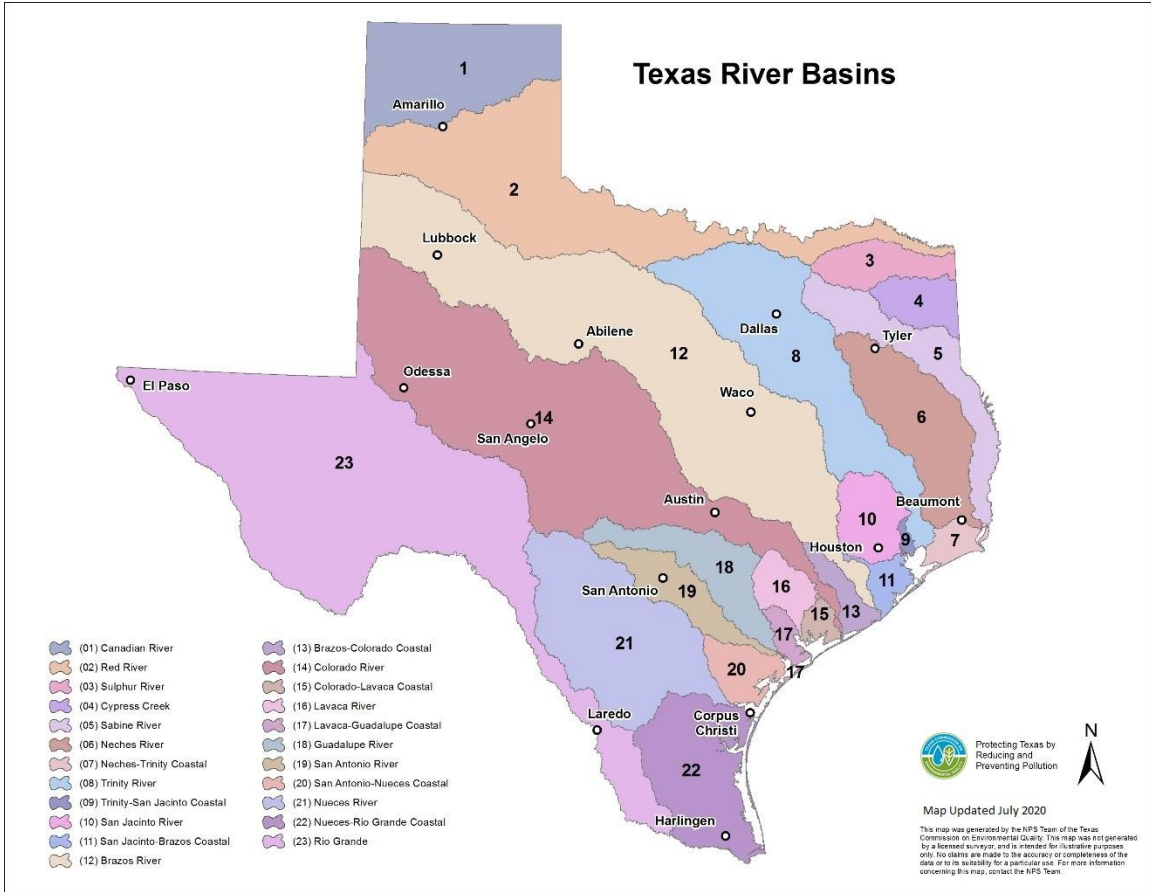 Texas River Basins
1
Amarillo
2
Lubbock
3
4
Abilene
Dallas
Tyler
12
8
5
El Paso
Odessa
Waco
14
San Angelo
6
23
Austin
Beaumont
10
Houston
9
7
18
San Antonio
19
16
11
15
13
21
17
20
17
Laredo
Corpus
Christi
22
Harlingen
(01) Canadian River
(02) Red River
(03) Sulphur River
(04) Cypress Creek
(05) Sabine River
(06) Neches River
(07) Neches-Trinity Coastal
(08) Trinity River
(09) Trinity-San Jacinto Coastal
(10) San Jacinto River
(11) San Jacinto-Brazos Coastal
(12) Brazos River
(13) Brazos-Colorado Coastal
(14) Colorado River
(15) Colorado-Lavaca Coastal
(16) Lavaca River
(17) Lavaca-Guadalupe Coastal
(18) Guadalupe River
(19) San Antonio River
(20) San Antonio-Nueces Coastal
(21) Nueces River
(22) Nueces-Rio Grande Coastal
(23) Rio Grande
Protecting Texas by
Reducing and
Preventing Pollution
N
Map Updated July 2020
This map was generated by the NPS Team of the Texas
Commission on Environmental Quality. This map was not generated
by a licensed surveyor, and is intended for illustrative purposes
only. No claims are made to the accuracy or completeness of the
data or to its suitability for a particular use. For more information
concerning this map, contact the NPS Team.